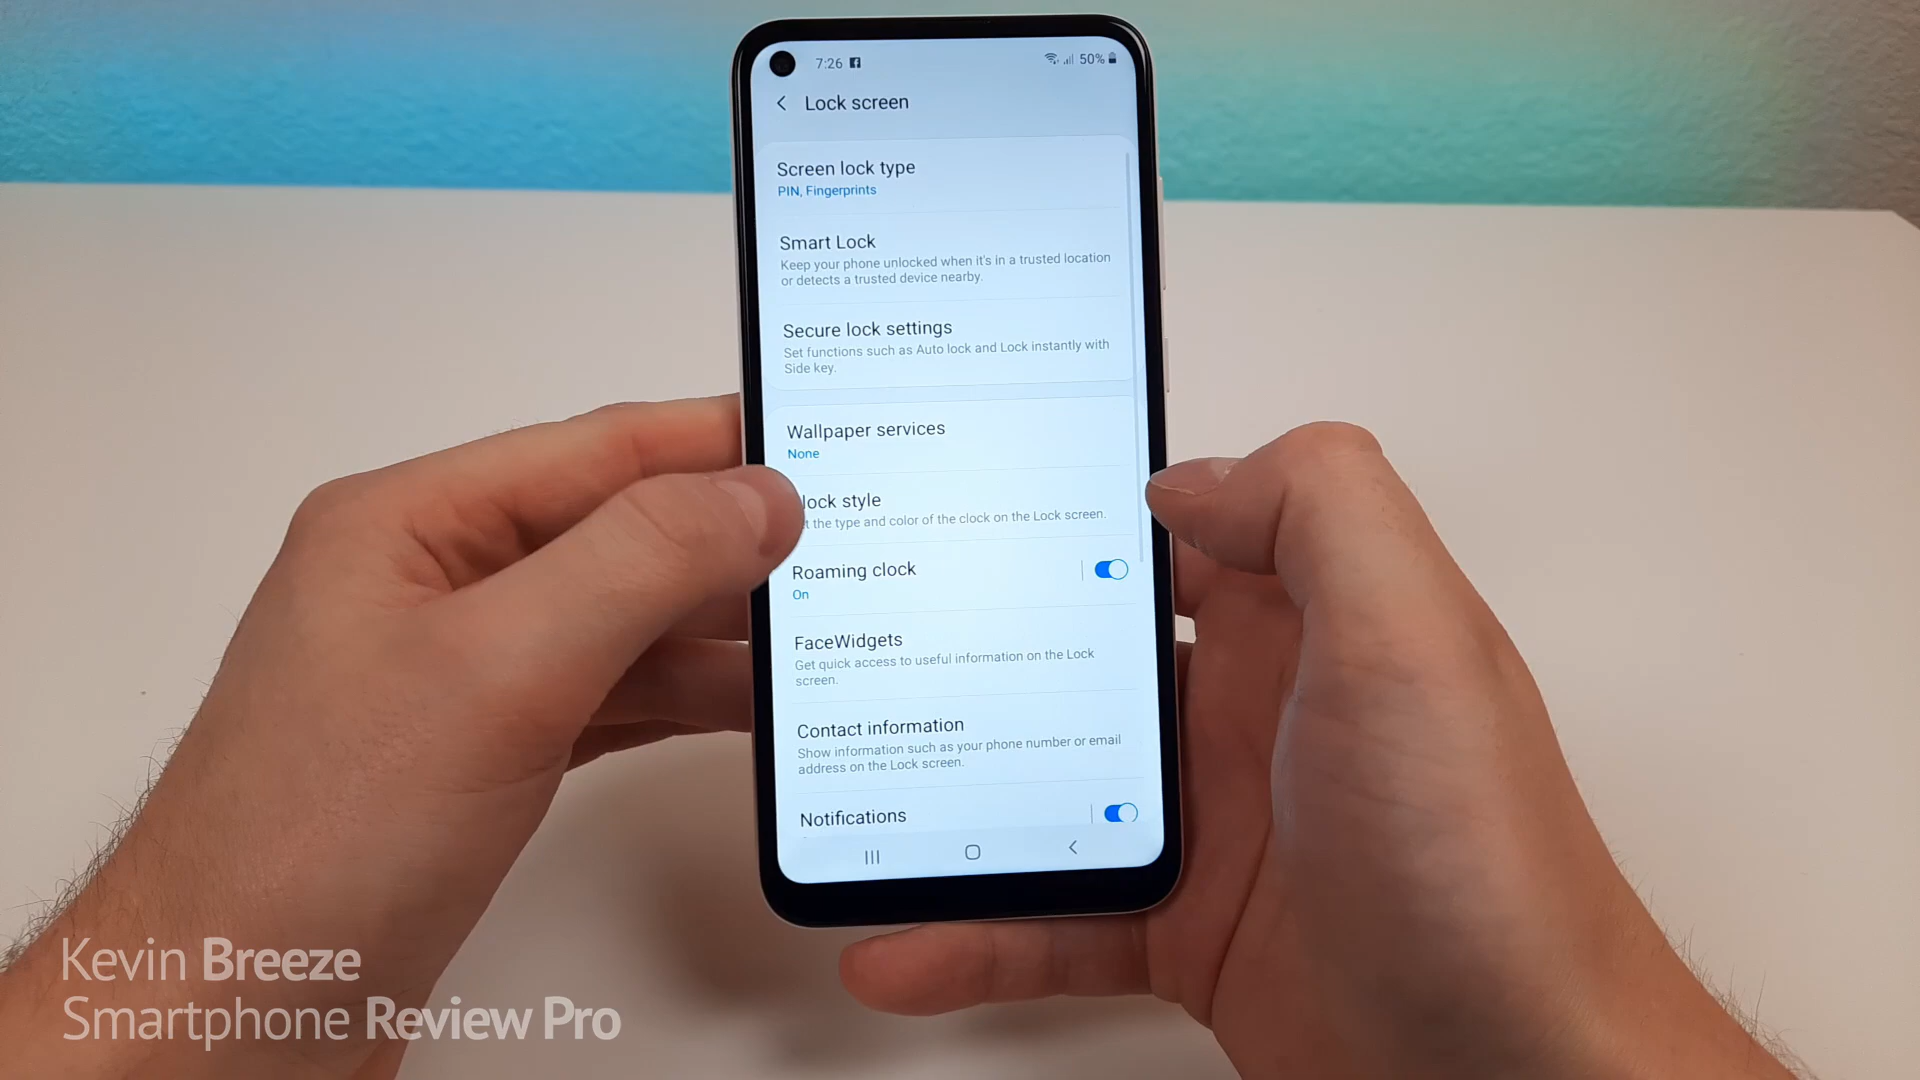 7:26 50%
Lock screen
Screen lock type
PIN, Fingerprints
Smart Lock
Keep your phone unlocked when it's in a trusted location
or detects a trusted device nearby.
Secure lock settings
Set functions such as Auto lock and Lock instantly with
Side key.
Wallpaper services
None
lock style
t the type and color of the clock on the Lock screen.
Roaming clock
On
FaceWidgets
Get quick access to useful information on the Lock
screen.
Contact information
Show information such as your phone number or email
address on the Lock screen.
Notifications
Kevin Breeze
Smartphone Review Pro